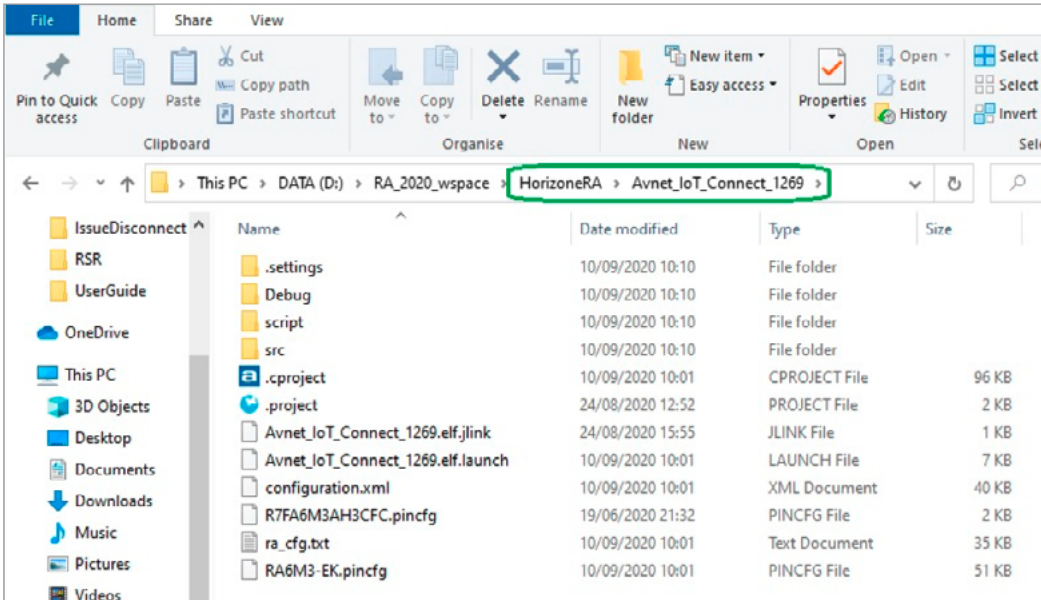 File Home Share View
Pin to Quick access
Copy
Paste
Cut
Copy path
Paste shortcut
Clipboard
Move to
Copy to
Delete
Rename
Organise
New folder
New item
Easy access
New
Properties
Open
Edit
History
Open
Select
Select
Invert
Sel
This PC > DATA (D:) > RA_2020_wspace > HorizoneRA > Avnet_IoT_Connect_1269 >
IssueDisconnect
RSR
UserGuide
OneDrive
This PC
3D Objects
Desktop
Documents
Downloads
Music
Pictures
Videos
Name Date modified Type Size
.settings 10/09/2020 10:10 File folder
Debug 10/09/2020 10:10 File folder
script 10/09/2020 10:10 File folder
src 10/09/2020 10:10 File folder
.cproject 10/09/2020 10:01 CPROJECT File 96 KB
.project 24/08/2020 12:52 PROJECT File 2 KB
Avnet_IoT_Connect_1269.elf.jlink 24/08/2020 15:55 JLINK File 1 KB
Avnet_IoT_Connect_1269.elf.launch 10/09/2020 10:01 LAUNCH File 7 KB
configuration.xml 10/09/2020 10:01 XML Document 40 KB
R7FA6M3AH3CFC.pincfg 19/06/2020 21:32 PINCFG File 2 KB
ra_cfg.txt 10/09/2020 10:01 Text Document 35 KB
RA6M3-EK.pincfg 10/09/2020 10:01 PINCFG File 51 KB